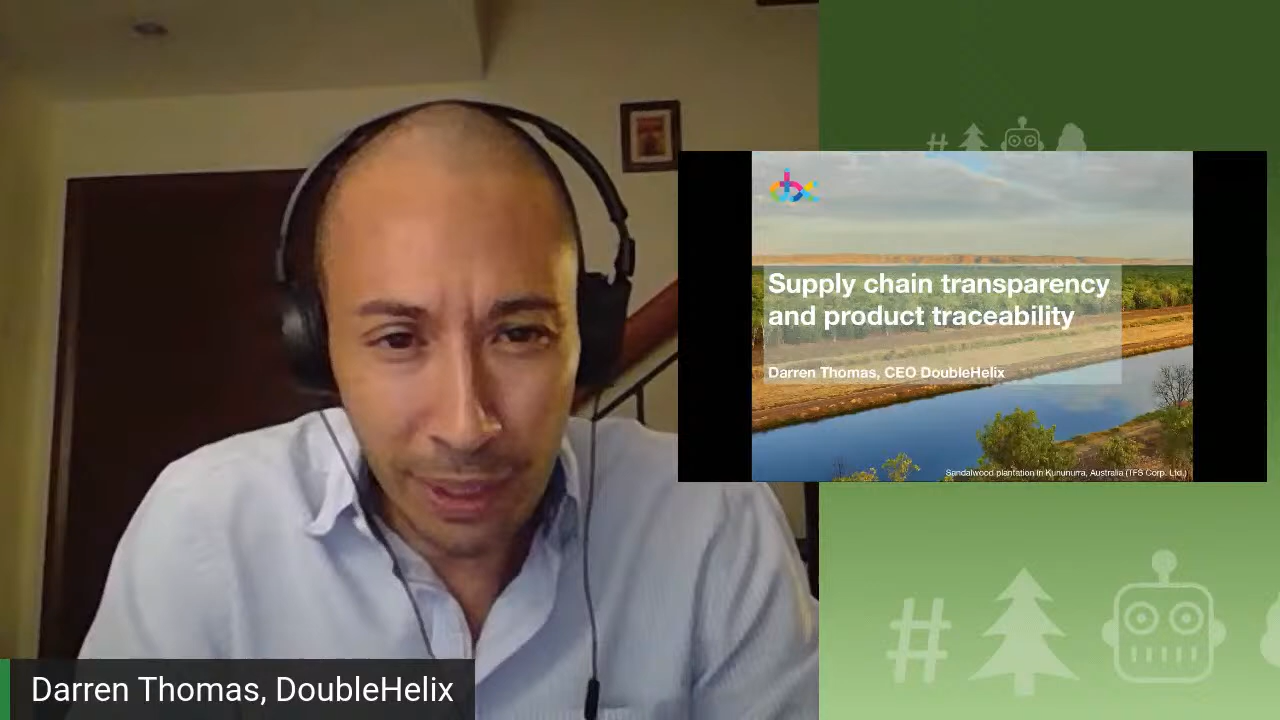 Supply chain transparency
and product traceability
Darren Thomas, CEO DoubleHelix
Sandalwood plantation in Kununurra, Australia (TFS Corp. Ltd.)
Darren Thomas, DoubleHelix